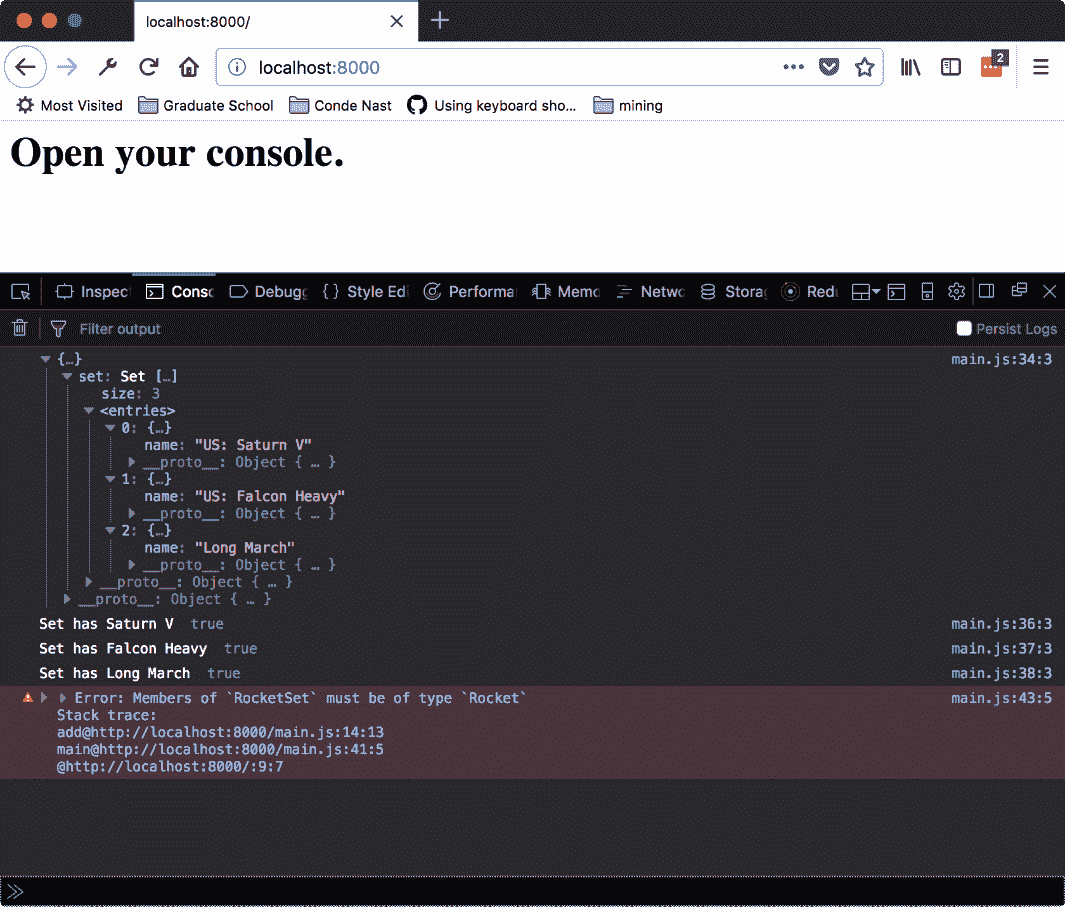 localhost:8000/
localhost:8000
2
Most Visited Graduate School Conde Nast Using keyboard sho... mining
Open your console.
Inspect Conso Debugg { } Style Edi Performa Memo Netwo Storag Redu
Filter output Persist Logs
{…} main.js:34:3
set: Set […]
size: 3
<entries>
0: {…}
name: "US: Saturn V"
__proto__: Object { … }
1: {…}
name: "US: Falcon Heavy"
__proto__: Object { … }
2: {…}
name: "Long March"
__proto__: Object { … }
__proto__: Object { … }
__proto__: Object { … }
Set has Saturn V true main.js:36:3
Set has Falcon Heavy true main.js:37:3
Set has Long March true main.js:38:3
Error: Members of `RocketSet` must be of type `Rocket` main.js:43:5
Stack trace:
add@http://localhost:8000/main.js:14:13
main@http://localhost:8000/main.js:41:5
@http://localhost:8000/:9:7